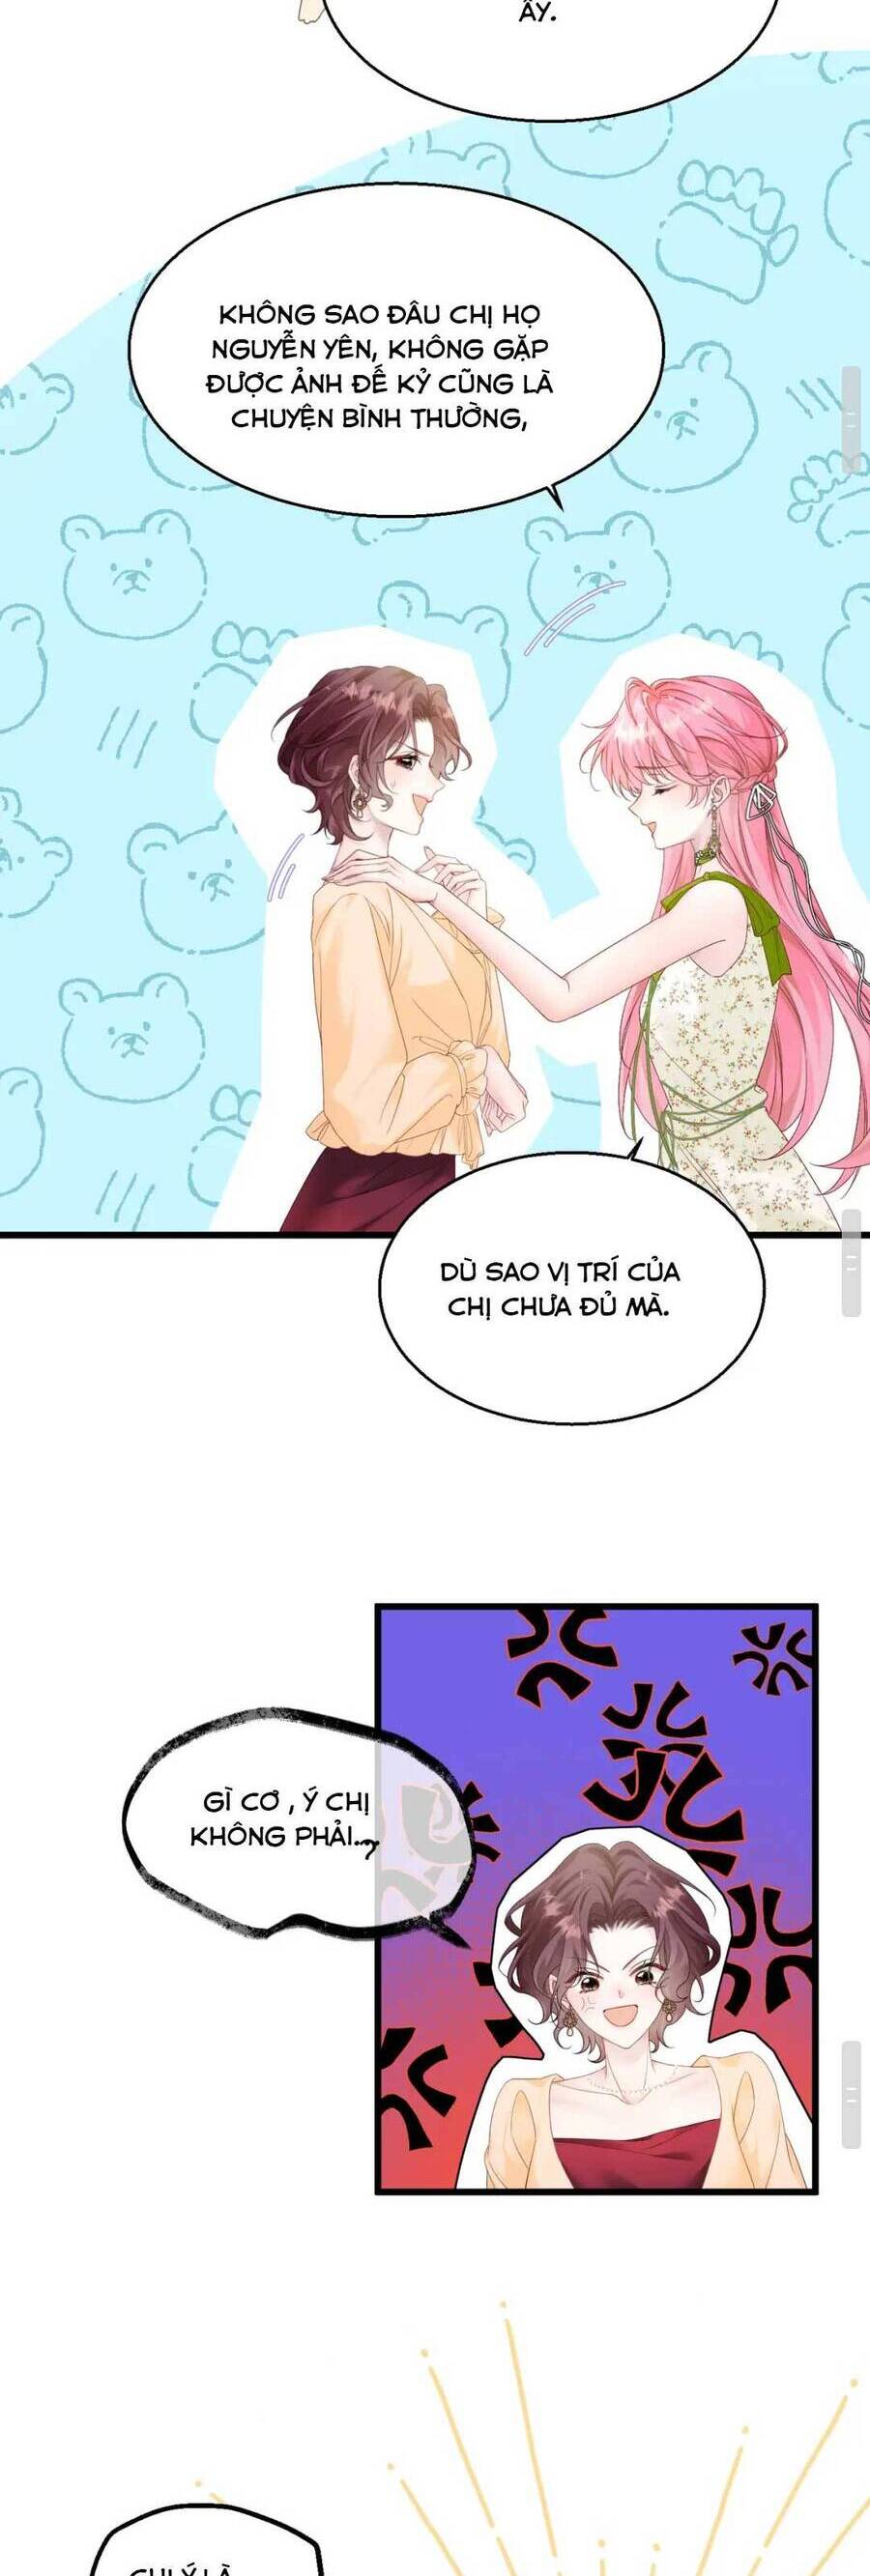 ẤY.
KHÔNG SAO ĐÂU CHỊ HỌ
NGUYỄN YÊN, KHÔNG GẶP
ĐƯỢC ẢNH ĐẾ KỶ CŨNG LÀ
CHUYỆN BÌNH THƯỜNG,
DÙ SAO VỊ TRÍ CỦA
CHỊ CHƯA ĐỦ MÀ.
GÌ CƠ , Ý CHỊ
KHÔNG PHẢI..?